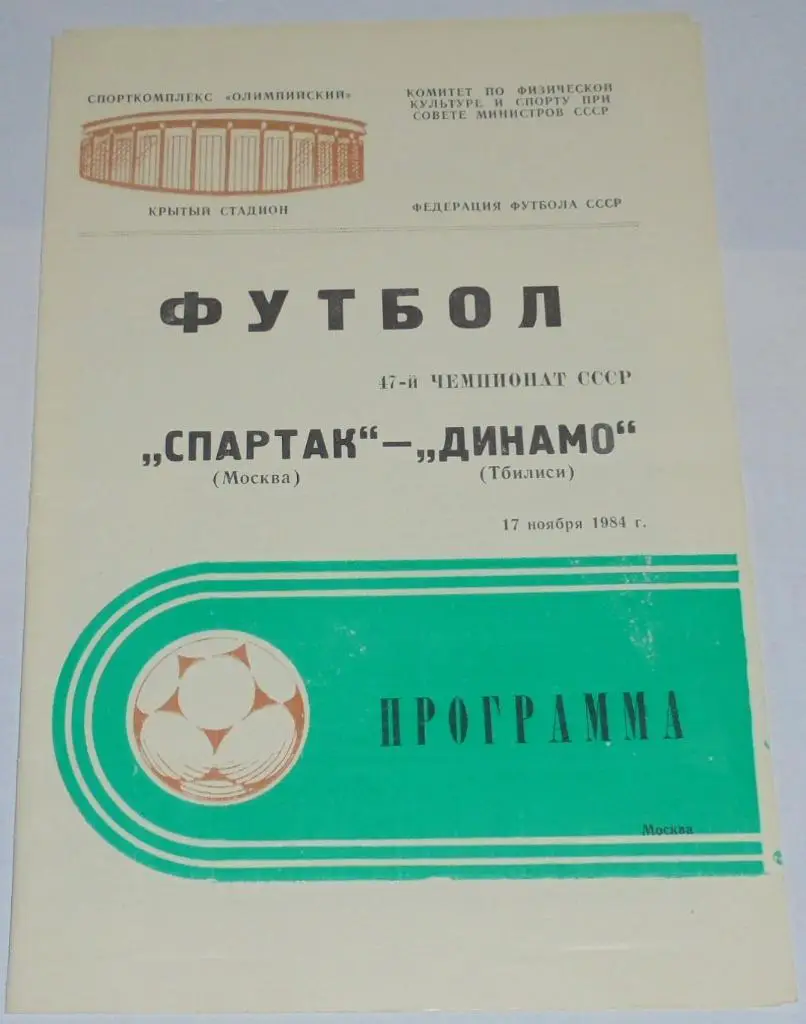 СПОРТКОМПЛЕКС «ОЛИМПИЙСКИЙ»
КРЫТЫЙ СТАДИОН
КОМИТЕТ ПО ФИЗИЧЕСКОЙ
КУЛЬТУРЕ И СПОРТУ ПРИ
СОВЕТЕ МИНИСТРОВ СССР
ФЕДЕРАЦИЯ ФУТБОЛА СССР
ФУТБОЛ
47-й ЧЕМПИОНАТ СССР
„СПАРТАК“—„ДИНАМО“
(Москва) (Тбилиси)
17 ноября 1984 г.
ПРОГРАММА
Москва